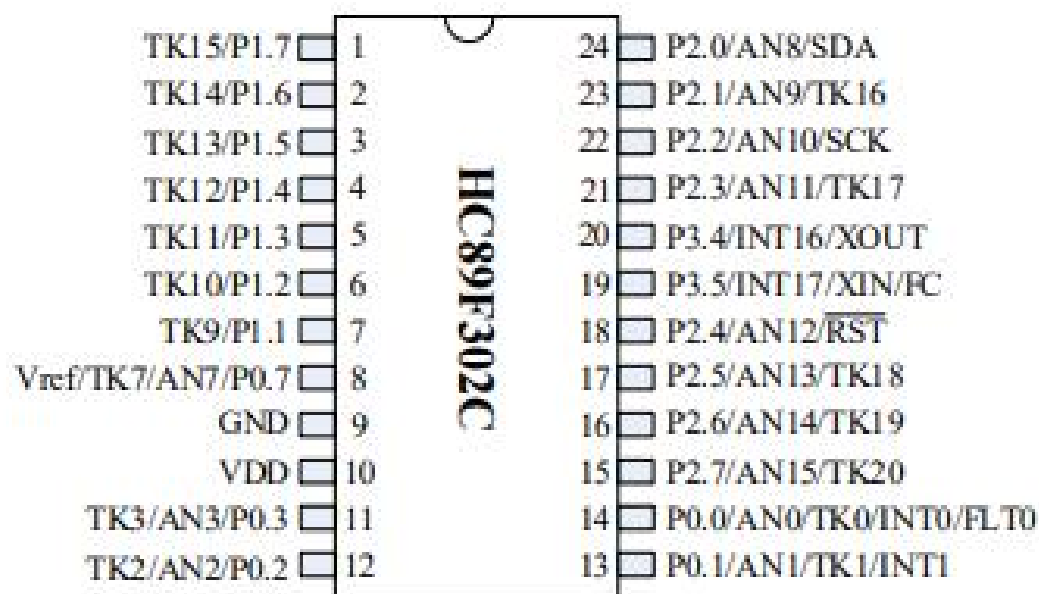 TK15/P1.7 1 24 P2.0/AN8/SDA
TK14/P1.6 2 23 P2.1/AN9/TK16
TK13/P1.5 3 22 P2.2/AN10/SCK
TK12/P1.4 4 21 P2.3/AN11/TK17
TK11/P1.3 5 20 P3.4/INT16/XOUT
TK10/P1.2 6 19 P3.5/INT17/XIN/FC
TK9/P1.1 7 18 P2.4/AN12/RST
Vref/TK7/AN7/P0.7 8 17 P2.5/AN13/TK18
GND 9 16 P2.6/AN14/TK19
VDD 10 15 P2.7/AN15/TK20
TK3/AN3/P0.3 11 14 P0.0/AN0/TK0/INT0/FLT0
TK2/AN2/P0.2 12 13 P0.1/AN1/TK1/INT1
HC89F302C